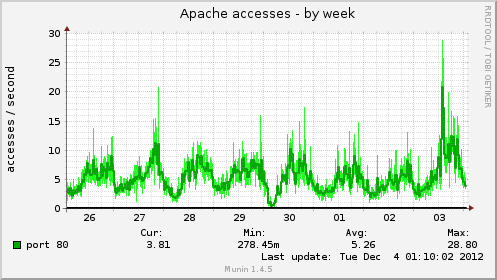 Apache accesses - by week
RRDTOOL / TOBI OETIKER
accesses / second
30
25
20
15
10
5
0
26 27 28 29 30 01 02 03
Cur: Min: Avg: Max:
port 80 3.81 278.45m 5.26 28.80
Last update: Tue Dec 4 01:10:02 2012
Munin 1.4.5